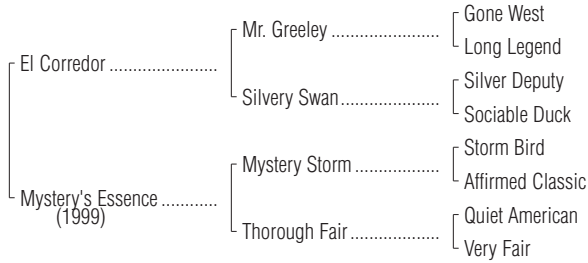 Gone West
Mr. Greeley ....................
Long Legend
El Corredor ....................
Silver Deputy
Silvery Swan ..................
Sociable Duck
Storm Bird
Mystery Storm ................
Affirmed Classic
Mystery's Essence ..........
(1999)
Quiet American
Thorough Fair ................
Very Fair